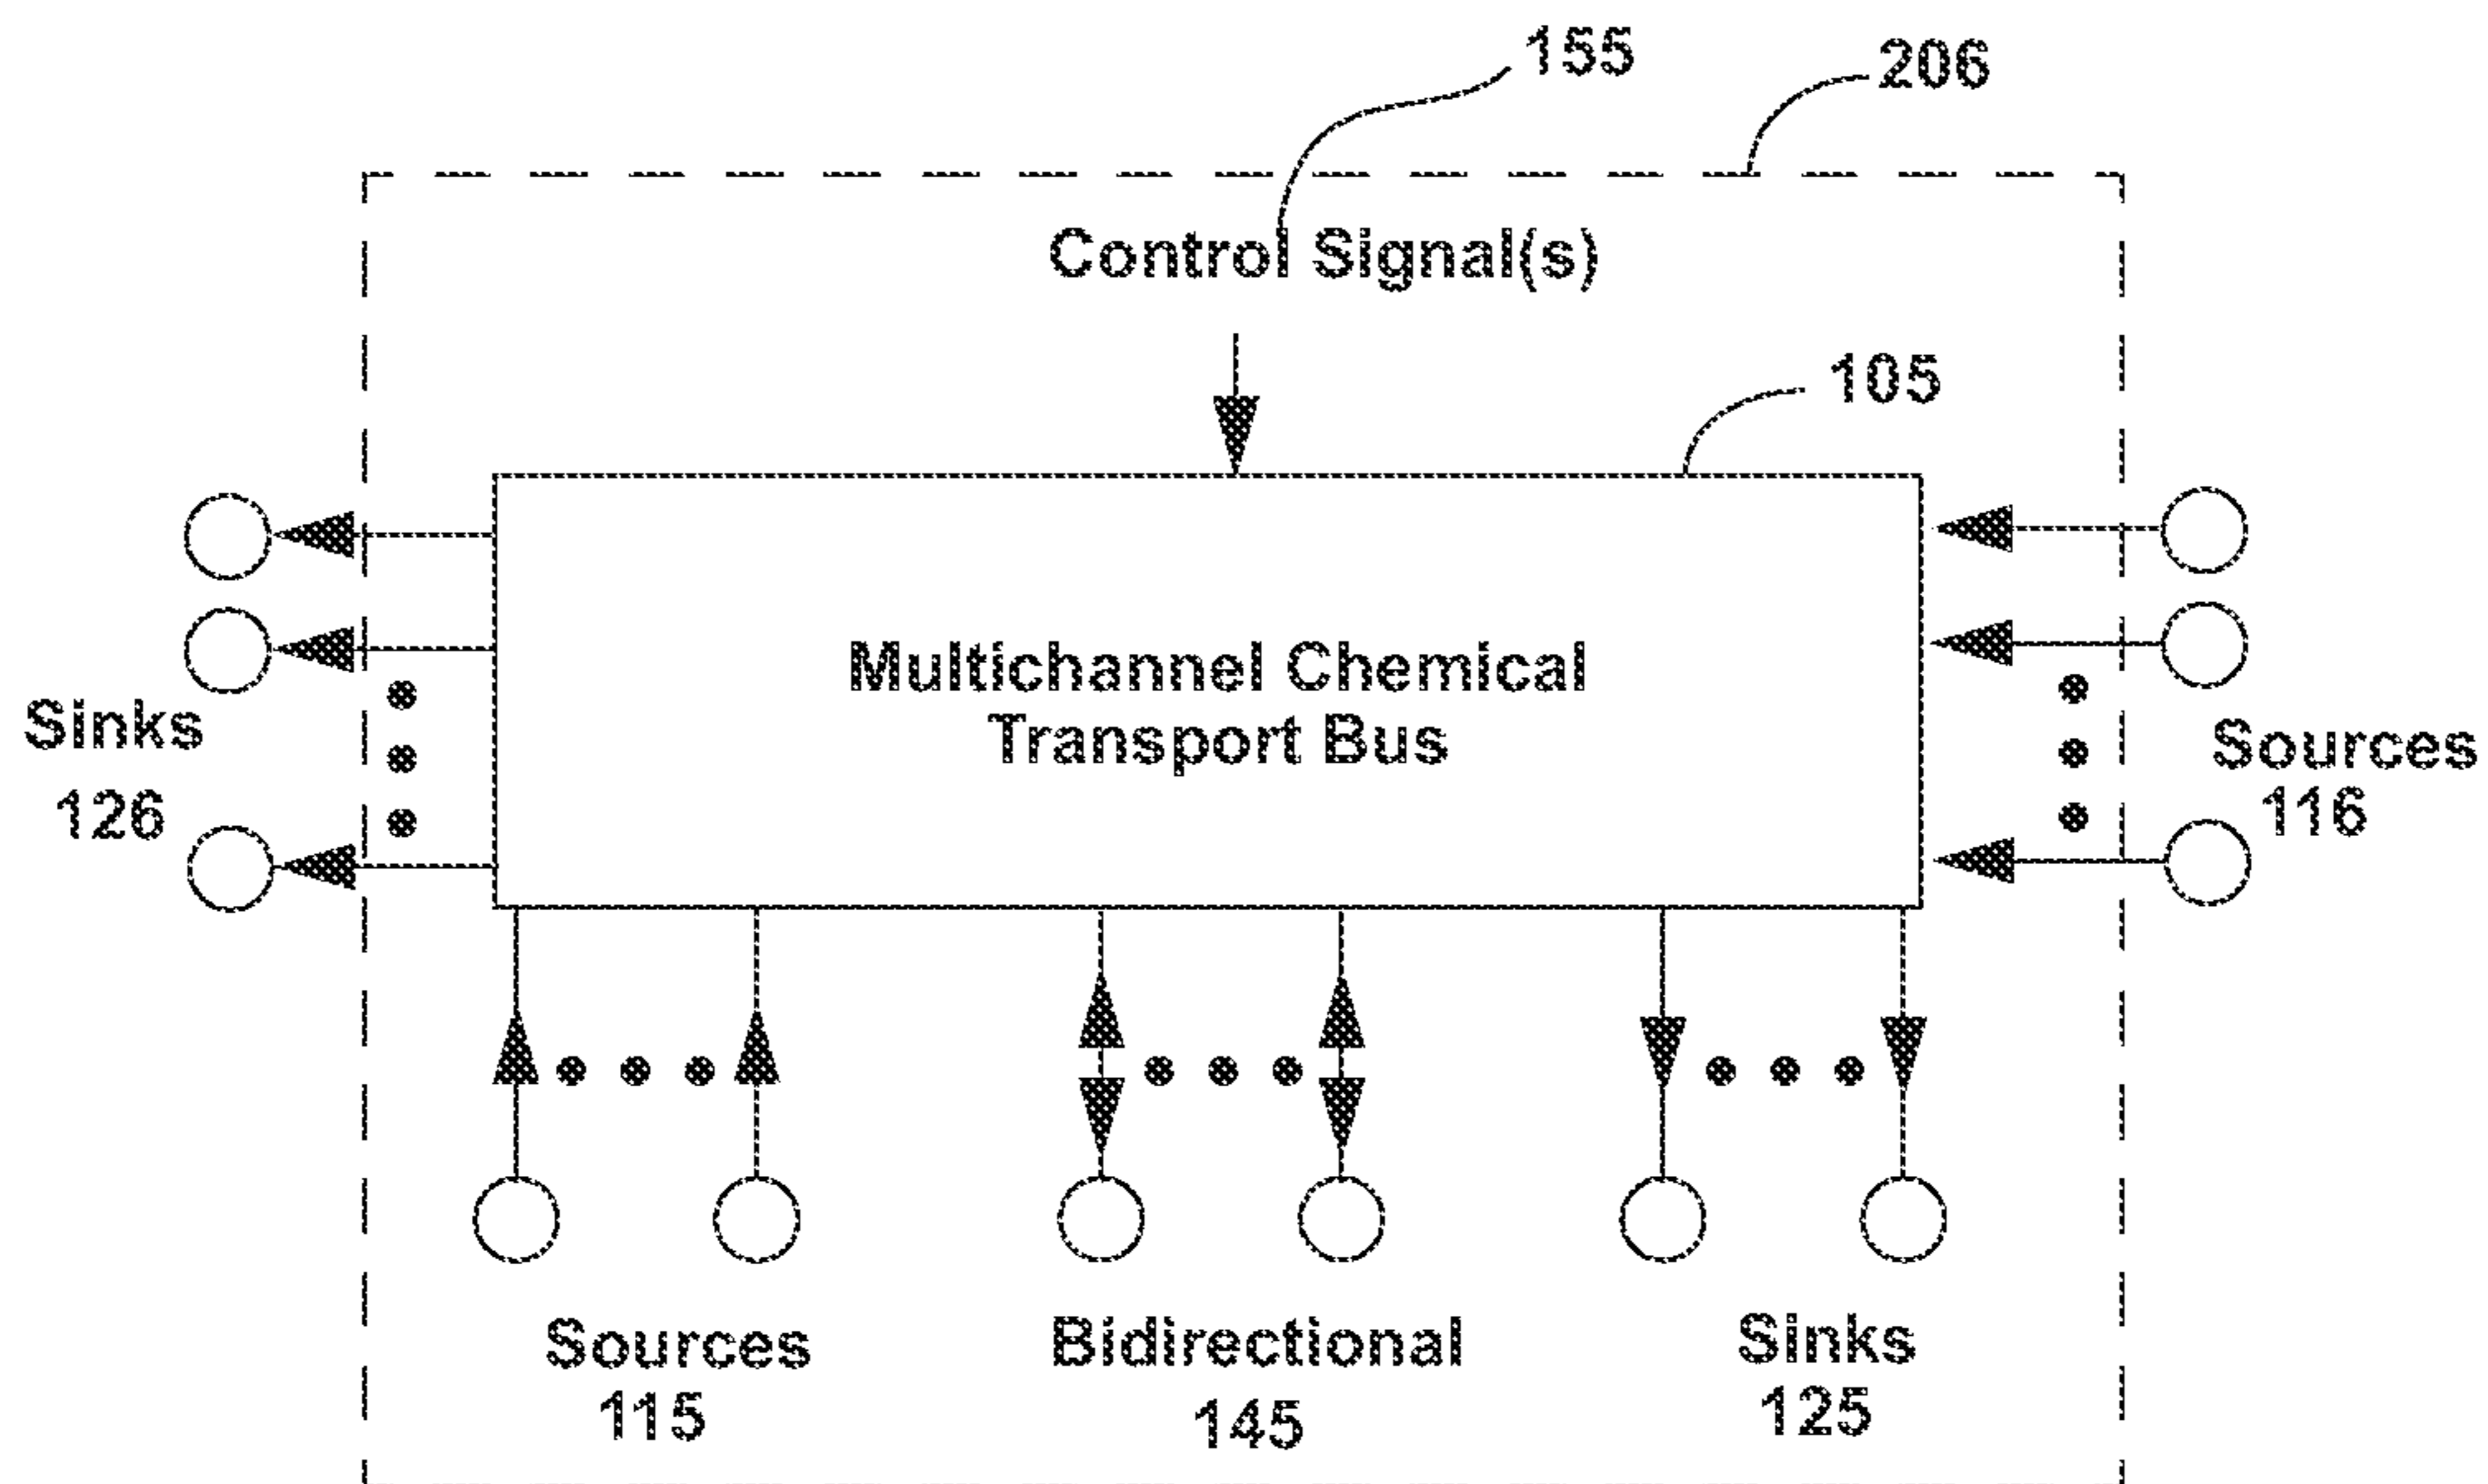 155
206
Control Signal(s)
105
Multichannel Chemical
Transport Bus
Sinks
126
Sources
116
Sources
115
Bidirectional
145
Sinks
125